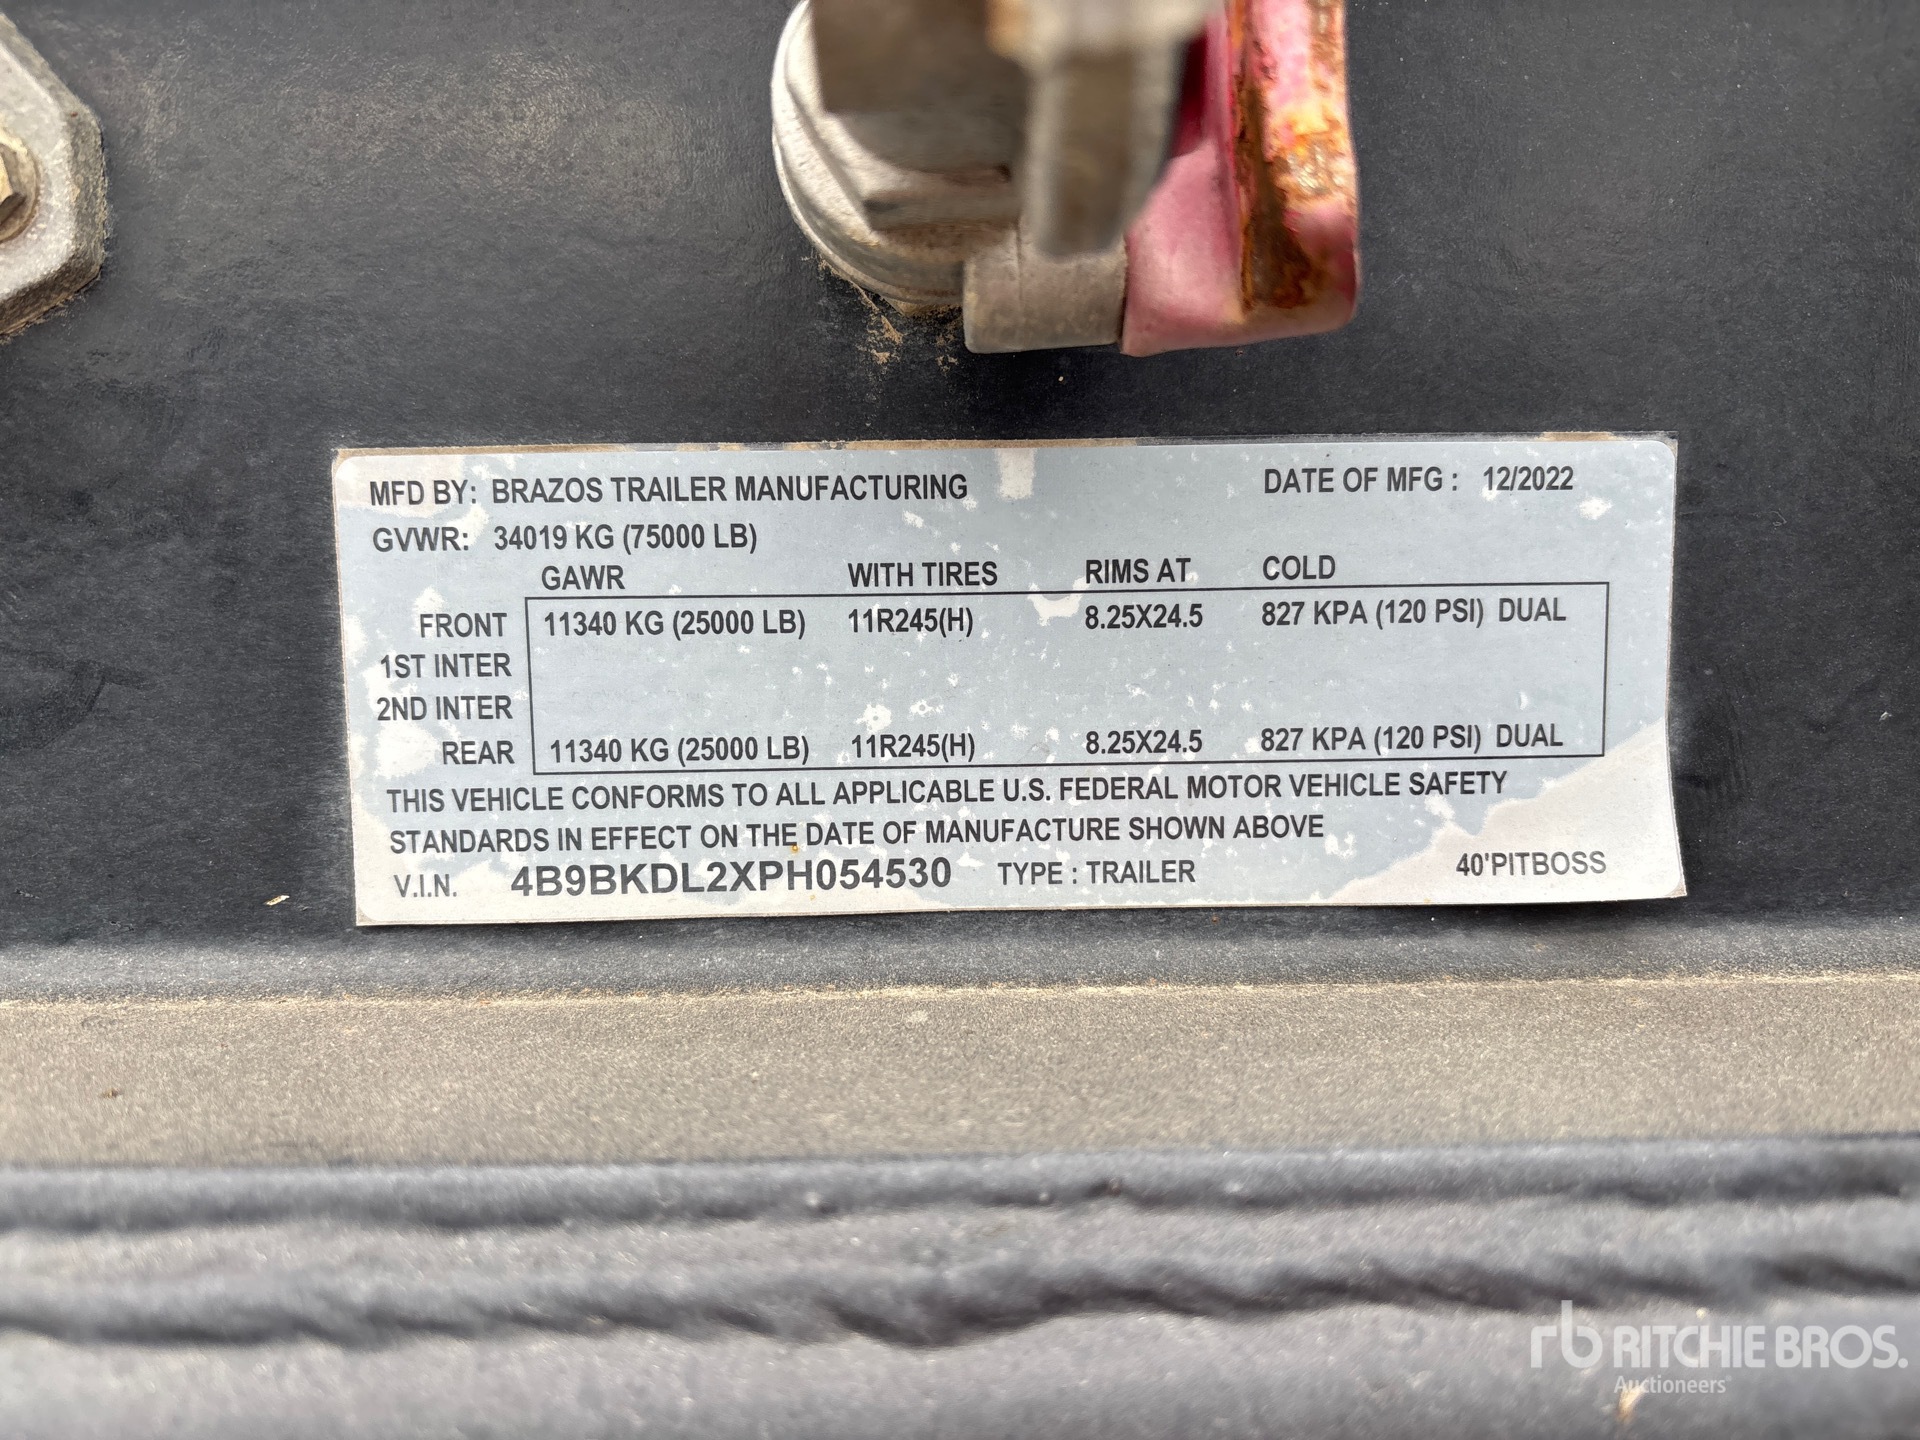 MFD BY: BRAZOS TRAILER MANUFACTURING DATE OF MFG : 12/2022
GVWR: 34019 KG (75000 LB)
GAWR WITH TIRES RIMS AT COLD
FRONT 11340 KG (25000 LB) 11R245(H) 8.25X24.5 827 KPA (120 PSI) DUAL
1ST INTER
2ND INTER
REAR 11340 KG (25000 LB) 11R245(H) 8.25X24.5 827 KPA (120 PSI) DUAL
THIS VEHICLE CONFORMS TO ALL APPLICABLE U.S. FEDERAL MOTOR VEHICLE SAFETY
STANDARDS IN EFFECT ON THE DATE OF MANUFACTURE SHOWN ABOVE
V.I.N. 4B9BKDL2XPH054530 TYPE : TRAILER 40'PITBOSS
rb RITCHIE BROS.
Auctioneers